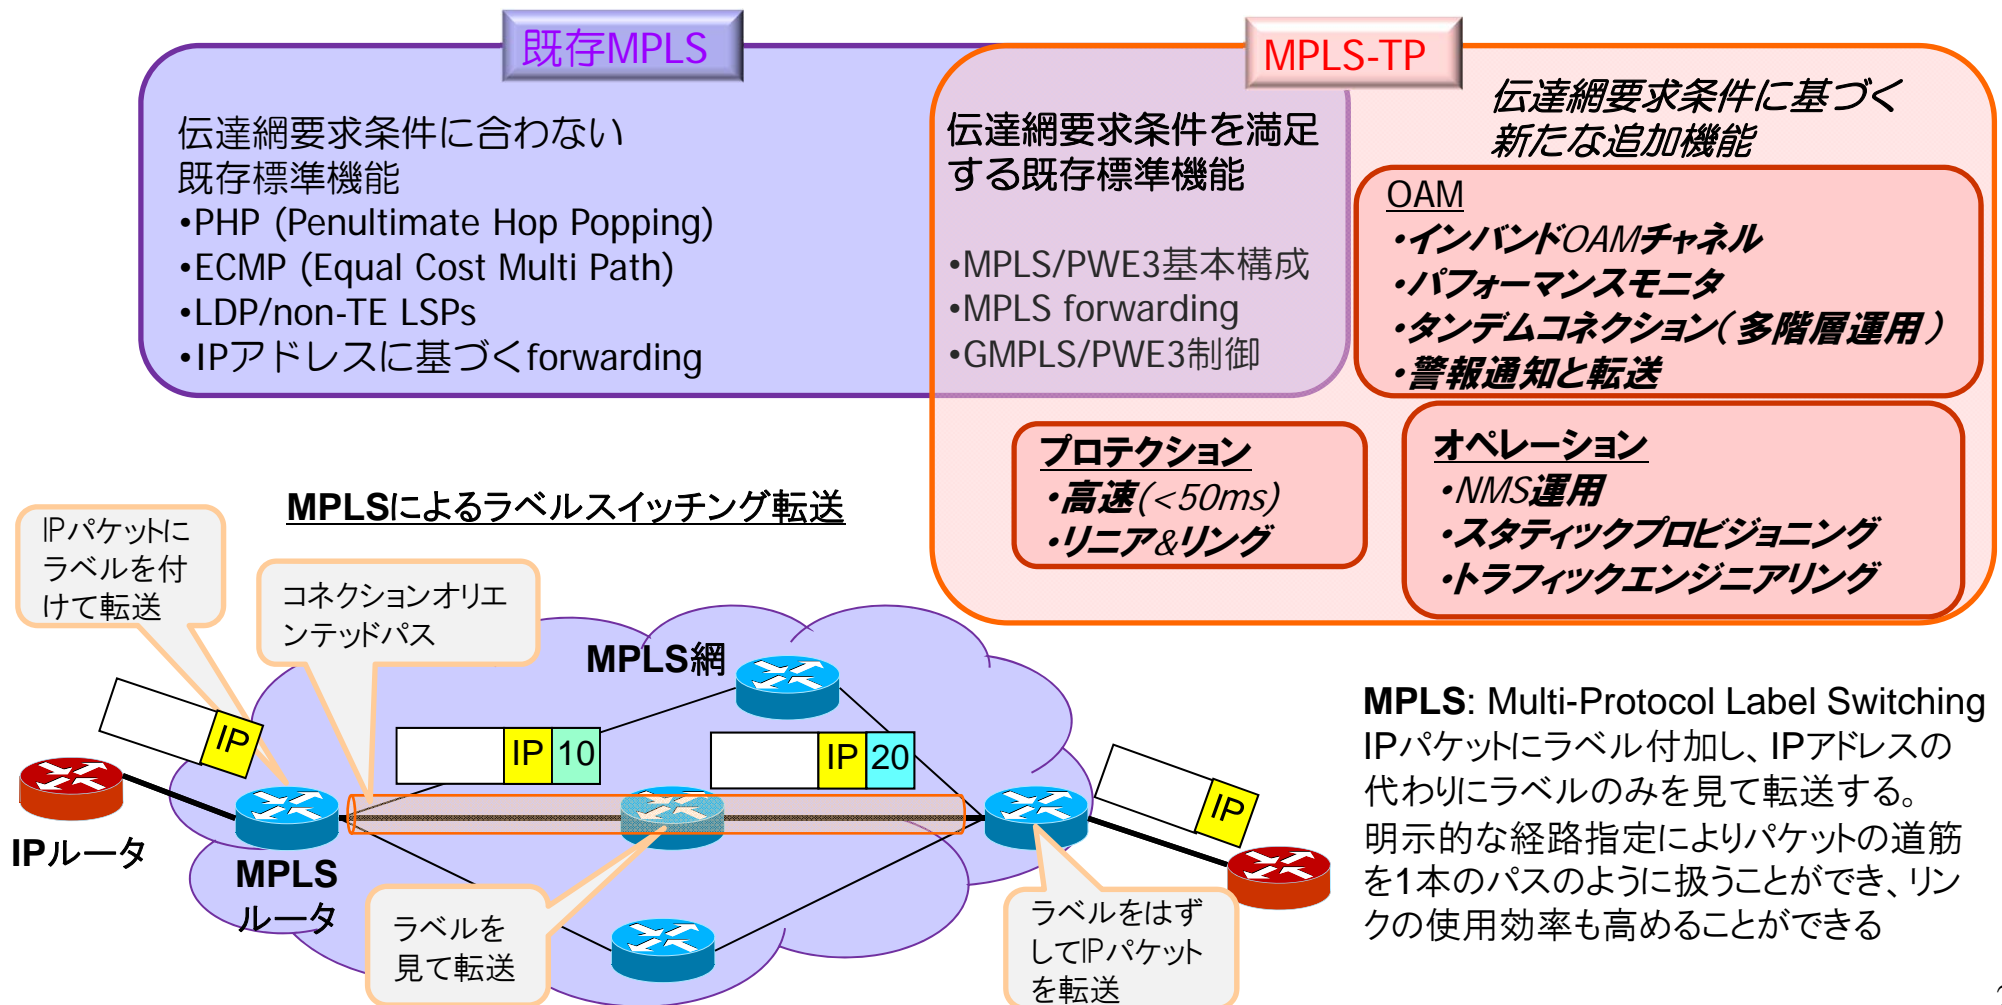 既存MPLS
MPLS-TP
伝達網要求条件に合わない
既存標準機能
•PHP (Penultimate Hop Popping)
•ECMP (Equal Cost Multi Path)
•LDP/non-TE LSPs
•IPアドレスに基づくforwarding
伝達網要求条件を満足
する既存標準機能
•MPLS/PWE3基本構成
•MPLS forwarding
•GMPLS/PWE3制御
伝達網要求条件に基づく
新たな追加機能
OAM
•インバンドOAMチャネル
•パフォーマンスモニタ
•タンデムコネクション(多階層運用)
•警報通知と転送
プロテクション
•高速(<50ms)
•リニア&リング
オペレーション
•NMS運用
•スタティックプロビジョニング
•トラフィックエンジニアリング
MPLSによるラベルスイッチング転送
IPパケットに
ラベルを付
けて転送
コネクションオリエ
ンテッドパス
MPLS網
IP
IP 10
IP 20
IP
IPルータ
MPLS
ルータ
ラベルを
見て転送
ラベルをはず
してIPパケット
を転送
MPLS: Multi-Protocol Label Switching
IPパケットにラベル付加し、IPアドレスの
代わりにラベルのみを見て転送する。
明示的な経路指定によりパケットの道筋
を1本のパスのように扱うことができ、リン
クの使用効率も高めることができる